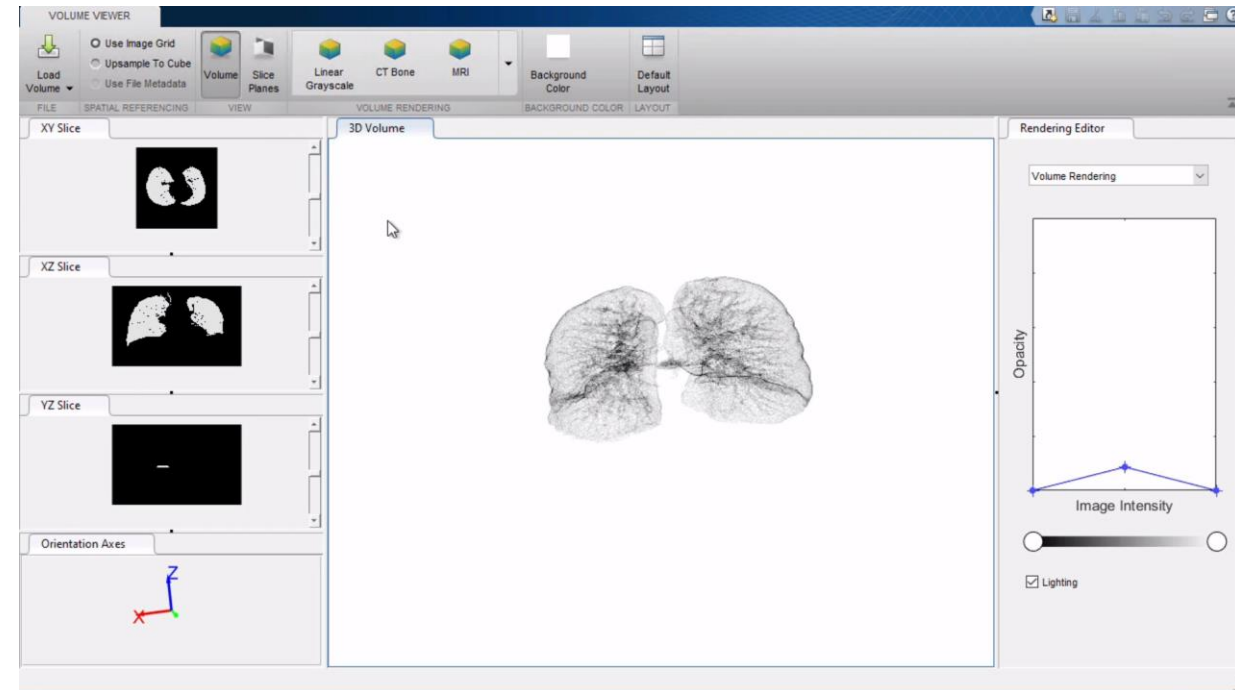 VOLUME VIEWER
Load Volume
Use Image Grid
Upsample To Cube
Use File Metadata
Volume
Slice Planes
Linear Grayscale
CT Bone
MRI
Background Color
Default Layout
FILE
SPATIAL REFERENCING
VIEW
VOLUME RENDERING
BACKGROUND COLOR
LAYOUT
XY Slice
3D Volume
Rendering Editor
Volume Rendering
XZ Slice
Opacity
YZ Slice
Image Intensity
Orientation Axes
Z
X
Lighting